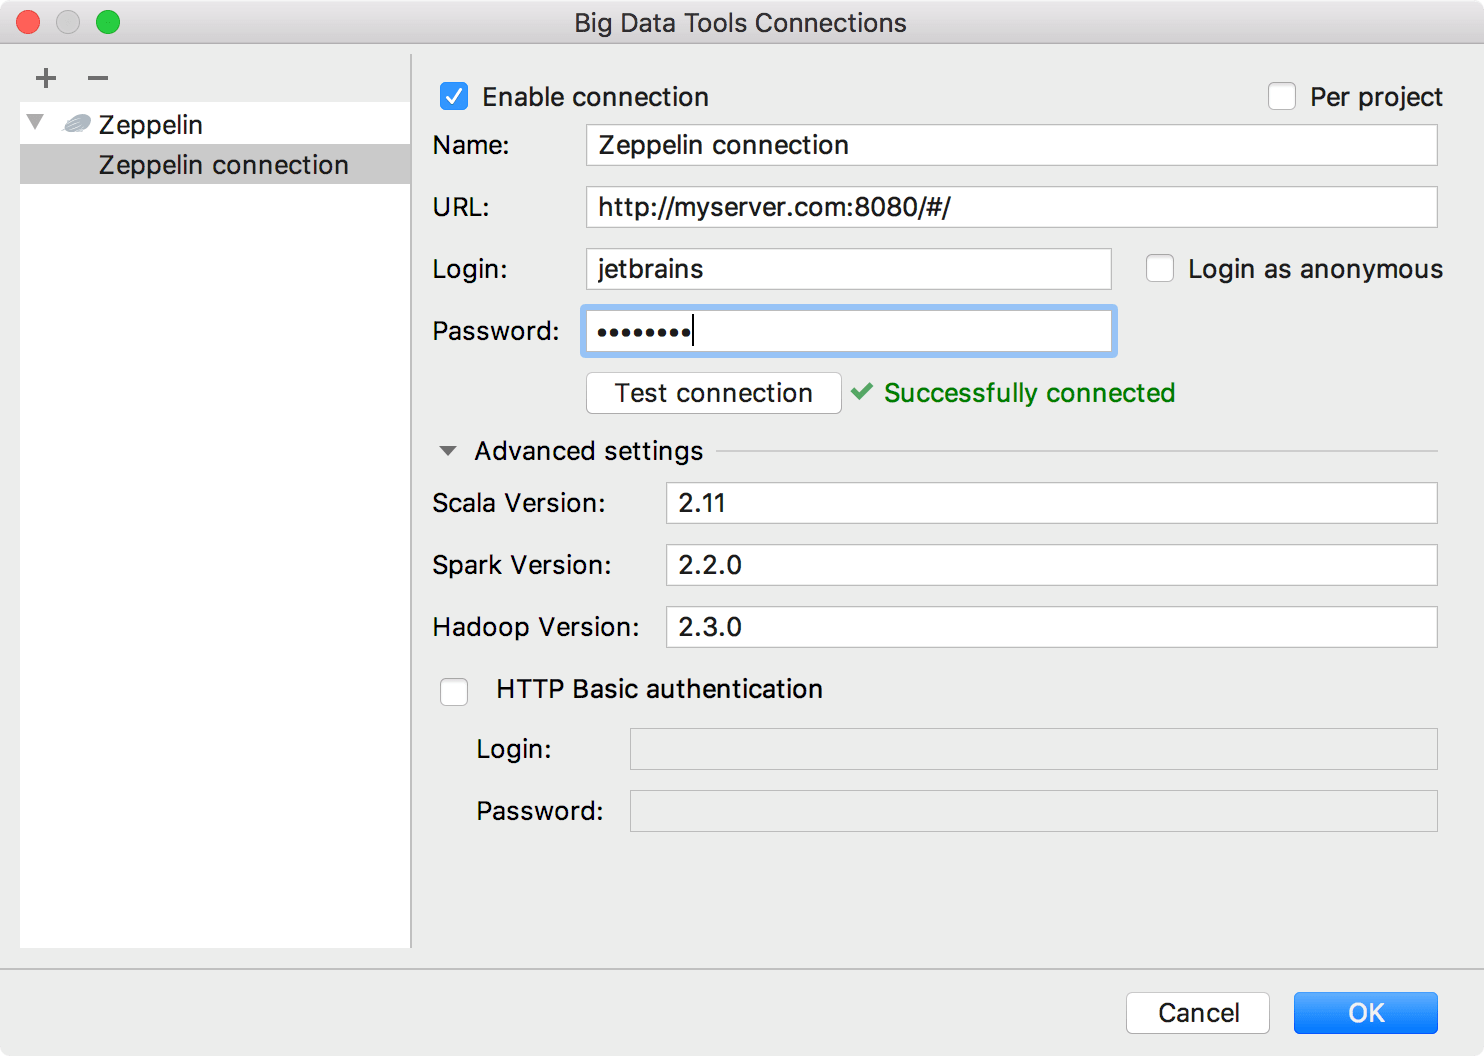 Big Data Tools Connections
Zeppelin
Zeppelin connection
Enable connection
Per project
Name: Zeppelin connection
URL: http://myserver.com:8080/#/
Login: jetbrains
Login as anonymous
Password: ••••••••
Test connection
Successfully connected
Advanced settings
Scala Version: 2.11
Spark Version: 2.2.0
Hadoop Version: 2.3.0
HTTP Basic authentication
Login:
Password:
Cancel
OK